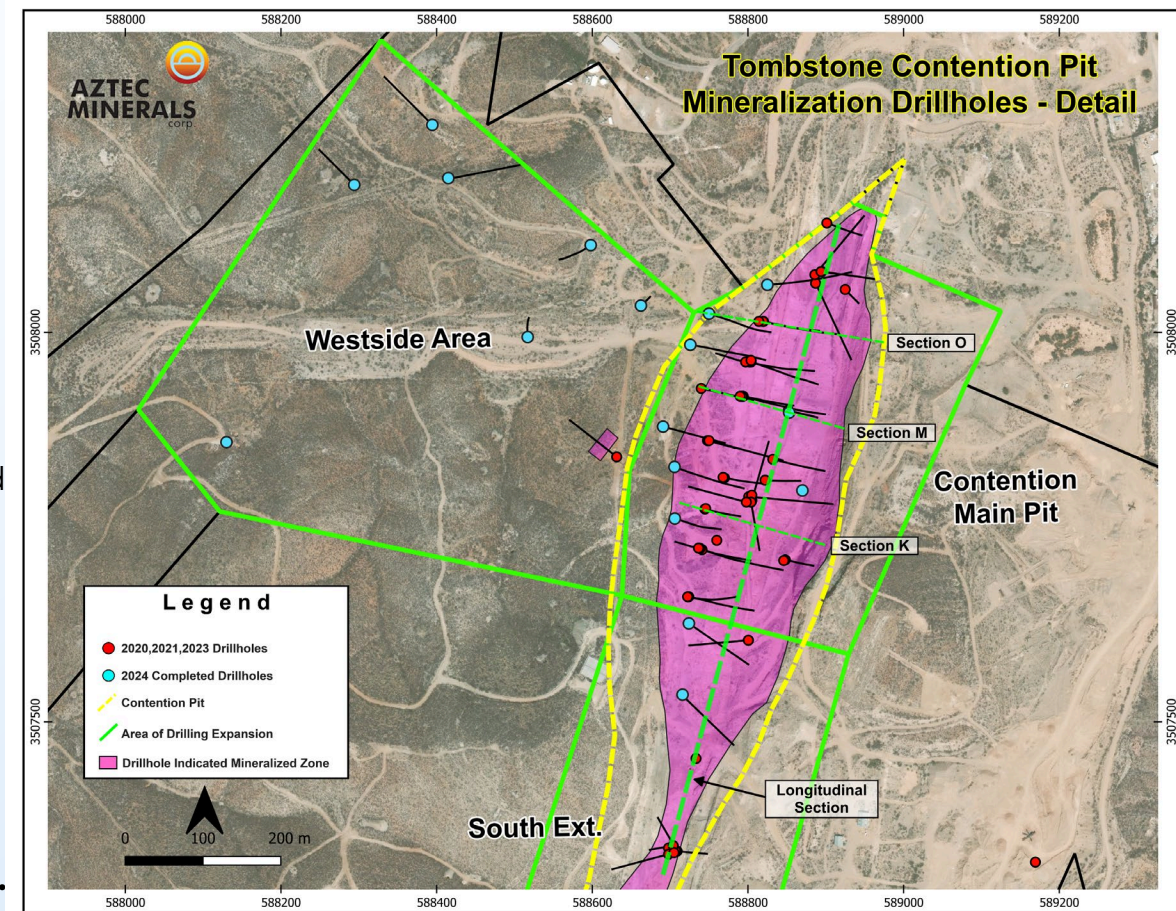 588000 588200 588400 588600 588800 589000 589200
AZTEC
MINERALS
corp.
Tombstone Contention Pit
Mineralization Drillholes - Detail
3508000
3508000
Westside Area
Section O
Section M
Contention
Main Pit
Section K
Legend
2020,2021,2023 Drillholes
2024 Completed Drillholes
Contention Pit
Area of Drilling Expansion
Drillhole Indicated Mineralized Zone
3507500
3507500
Longitudinal
Section
South Ext.
0 100 200 m
588000 588200 588400 588600 588800 589000 589200